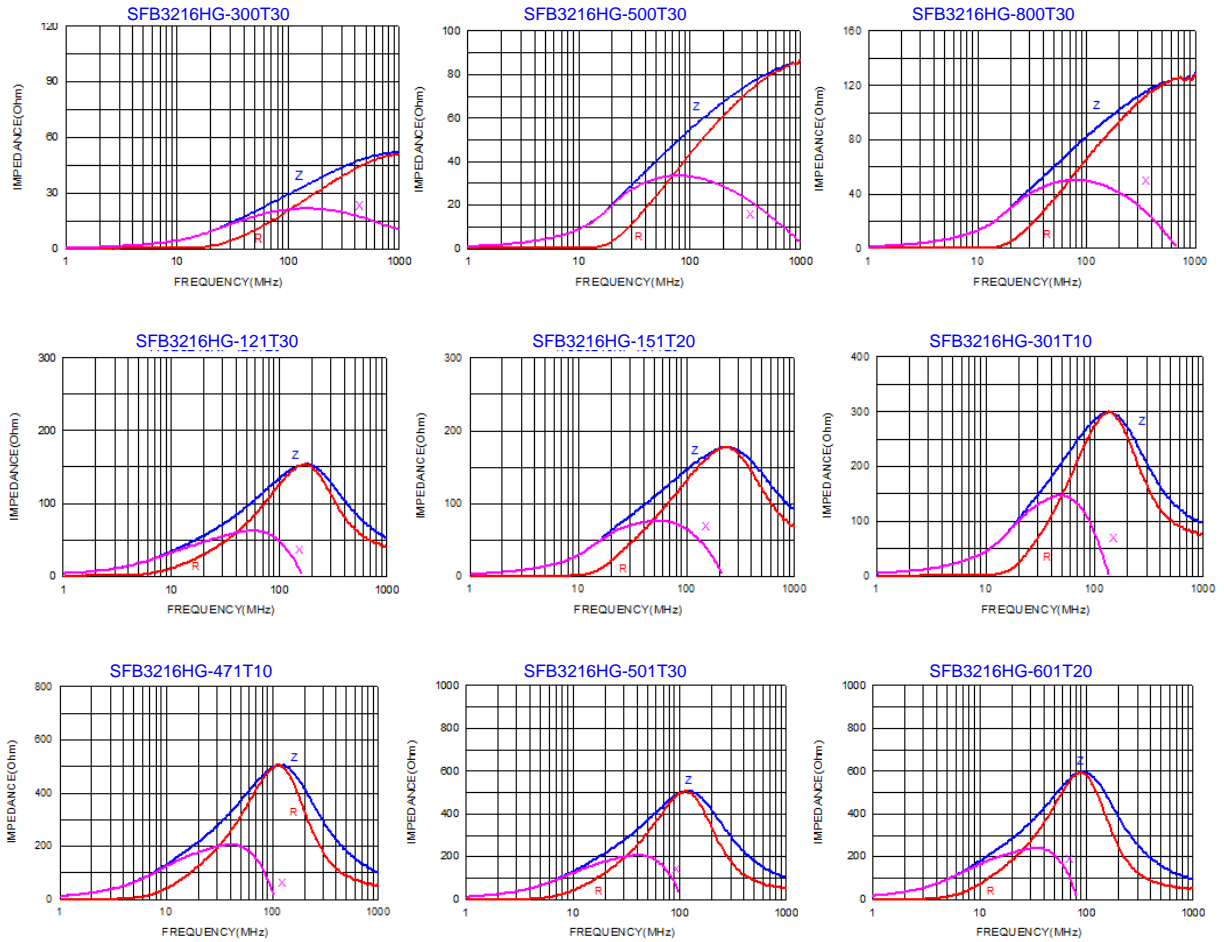 SFB3216HG-300T30
IMPEDANCE(Ohm)
120
90
60
30
0
Z
X
R
1
10
100
1000
FREQUENCY(MHz)
SFB3216HG-500T30
IMPEDANCE(Ohm)
100
80
60
40
20
0
Z
X
R
1
10
100
1000
FREQUENCY(MHz)
SFB3216HG-800T30
IMPEDANCE(Ohm)
160
120
80
40
0
Z
X
R
1
10
100
1000
FREQUENCY(MHz)
SFB3216HG-121T30
IMPEDANCE(Ohm)
300
200
100
0
Z
X
R
1
10
100
1000
FREQUENCY(MHz)
SFB3216HG-151T20
IMPEDANCE(Ohm)
300
200
100
0
Z
X
R
1
10
100
1000
FREQUENCY(MHz)
SFB3216HG-301T10
IMPEDANCE(Ohm)
400
300
200
100
0
Z
X
R
1
10
100
1000
FREQUENCY(MHz)
SFB3216HG-471T10
IMPEDANCE(Ohm)
800
600
400
200
0
Z
R
X
1
10
100
1000
FREQUENCY(MHz)
SFB3216HG-501T30
IMPEDANCE(Ohm)
1000
800
600
400
200
0
Z
X
R
1
10
100
1000
FREQUENCY(MHz)
SFB3216HG-601T20
IMPEDANCE(Ohm)
1000
800
600
400
200
0
Z
X
R
1
10
100
1000
FREQUENCY(MHz)